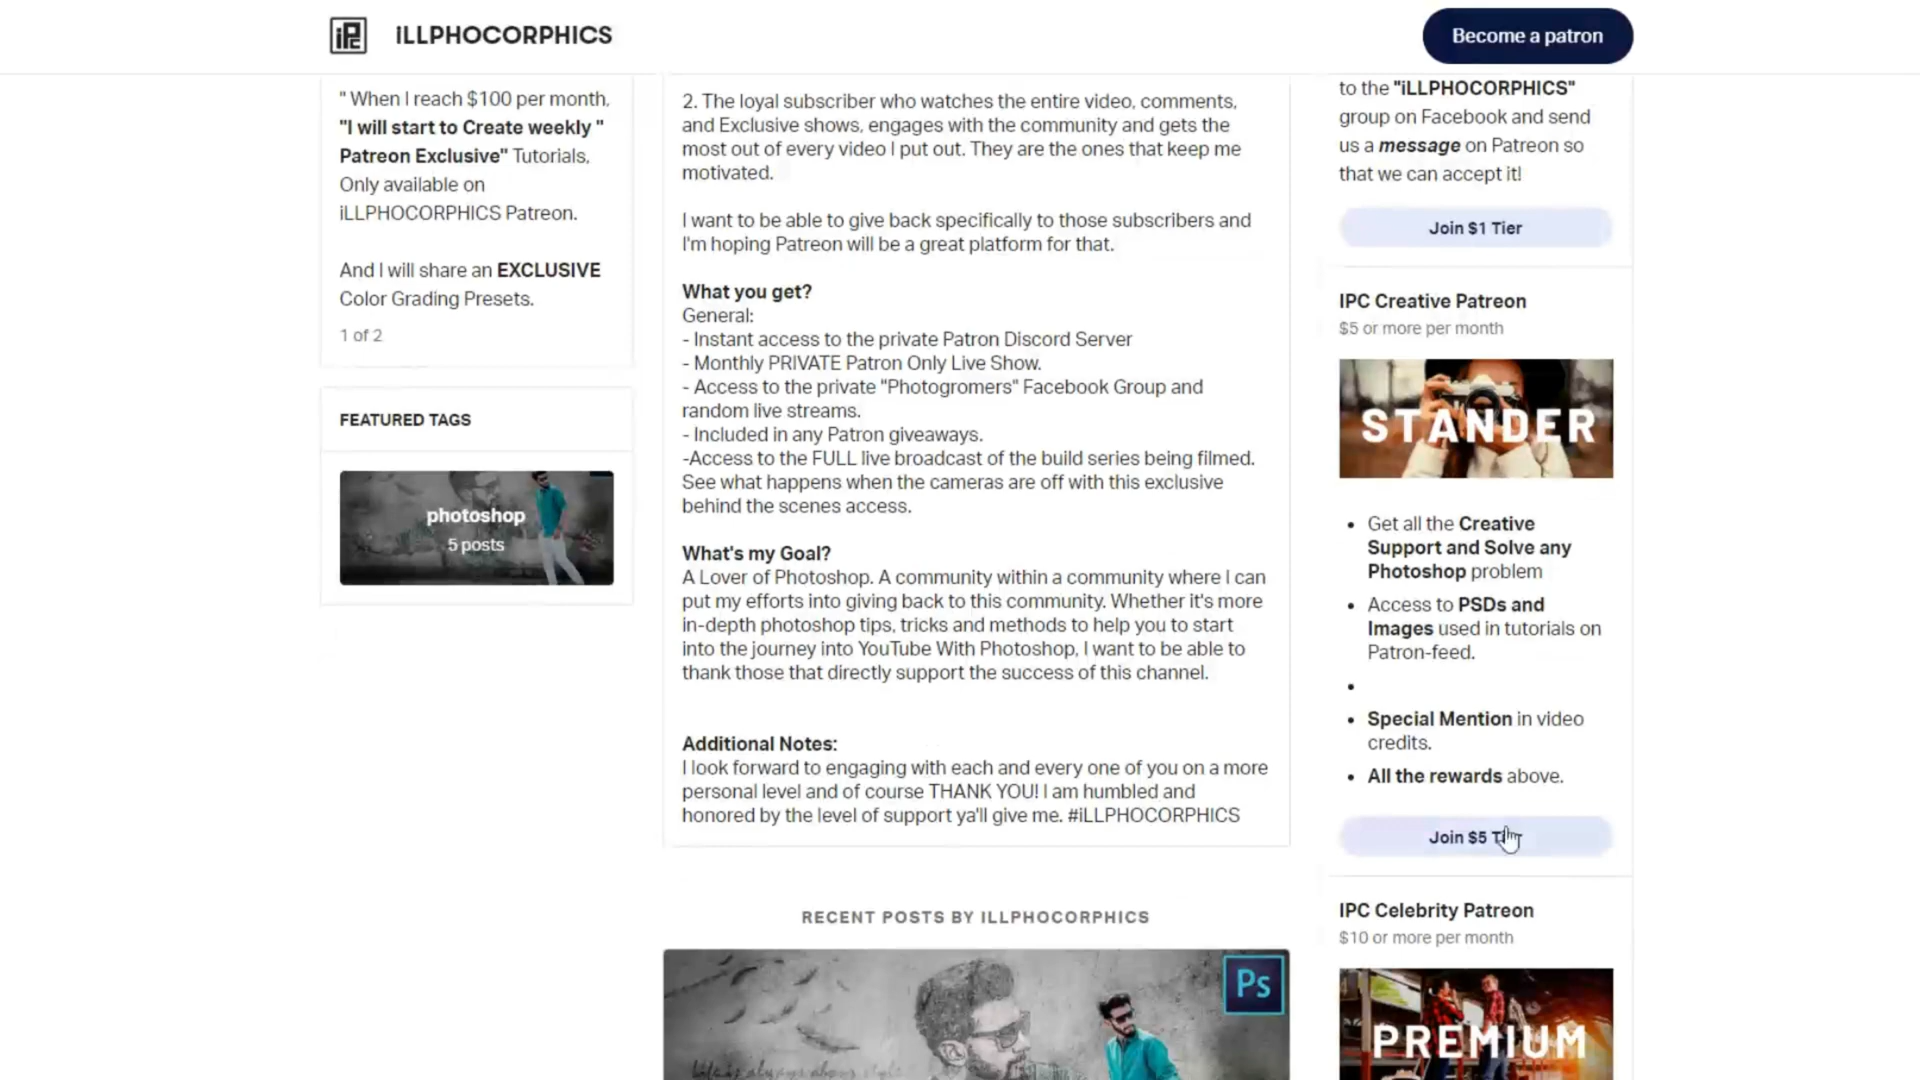 iPC
iLLPHOCORPHICS
Become a patron
" When I reach $100 per month,
"I will start to Create weekly "
Patreon Exclusive" Tutorials,
Only available on
iLLPHOCORPHICS Patreon.
And I will share an EXCLUSIVE
Color Grading Presets.
1 of 2
FEATURED TAGS
photoshop
5 posts
2. The loyal subscriber who watches the entire video, comments,
and Exclusive shows, engages with the community and gets the
most out of every video I put out. They are the ones that keep me
motivated.
I want to be able to give back specifically to those subscribers and
I'm hoping Patreon will be a great platform for that.
What you get?
General:
- Instant access to the private Patron Discord Server
- Monthly PRIVATE Patron Only Live Show.
- Access to the private "Photogromers" Facebook Group and
random live streams.
- Included in any Patron giveaways.
-Access to the FULL live broadcast of the build series being filmed.
See what happens when the cameras are off with this exclusive
behind the scenes access.
What's my Goal?
A Lover of Photoshop. A community within a community where I can
put my efforts into giving back to this community. Whether it's more
in-depth photoshop tips, tricks and methods to help you to start
into the journey into YouTube With Photoshop, I want to be able to
thank those that directly support the success of this channel.
Additional Notes:
I look forward to engaging with each and every one of you on a more
personal level and of course THANK YOU! I am humbled and
honored by the level of support ya'll give me. #iLLPHOCORPHICS
RECENT POSTS BY ILLPHOCORPHICS
Ps
to the "iLLPHOCORPHICS"
group on Facebook and send
us a message on Patreon so
that we can accept it!
Join $1 Tier
IPC Creative Patreon
$5 or more per month
STANDER
• Get all the Creative
Support and Solve any
Photoshop problem
• Access to PSDs and
Images used in tutorials on
Patron-feed.
•
• Special Mention in video
credits.
• All the rewards above.
Join $5
IPC Celebrity Patreon
$10 or more per month
PREMIUM